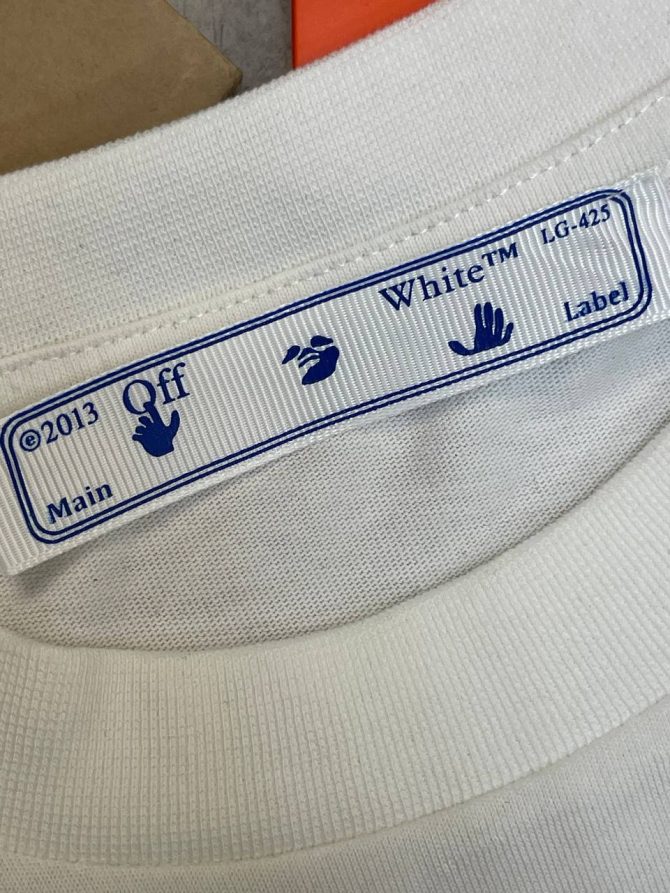 ©2013 Off White™ LG-425
Main Label